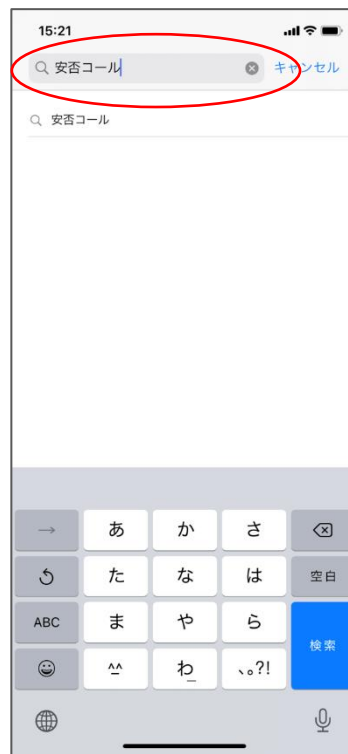 15:21
安否コール キャンセル
安否コール
→ あ か さ
た な は 空白
ABC ま や ら
^^ わ_ 、。?! 検索